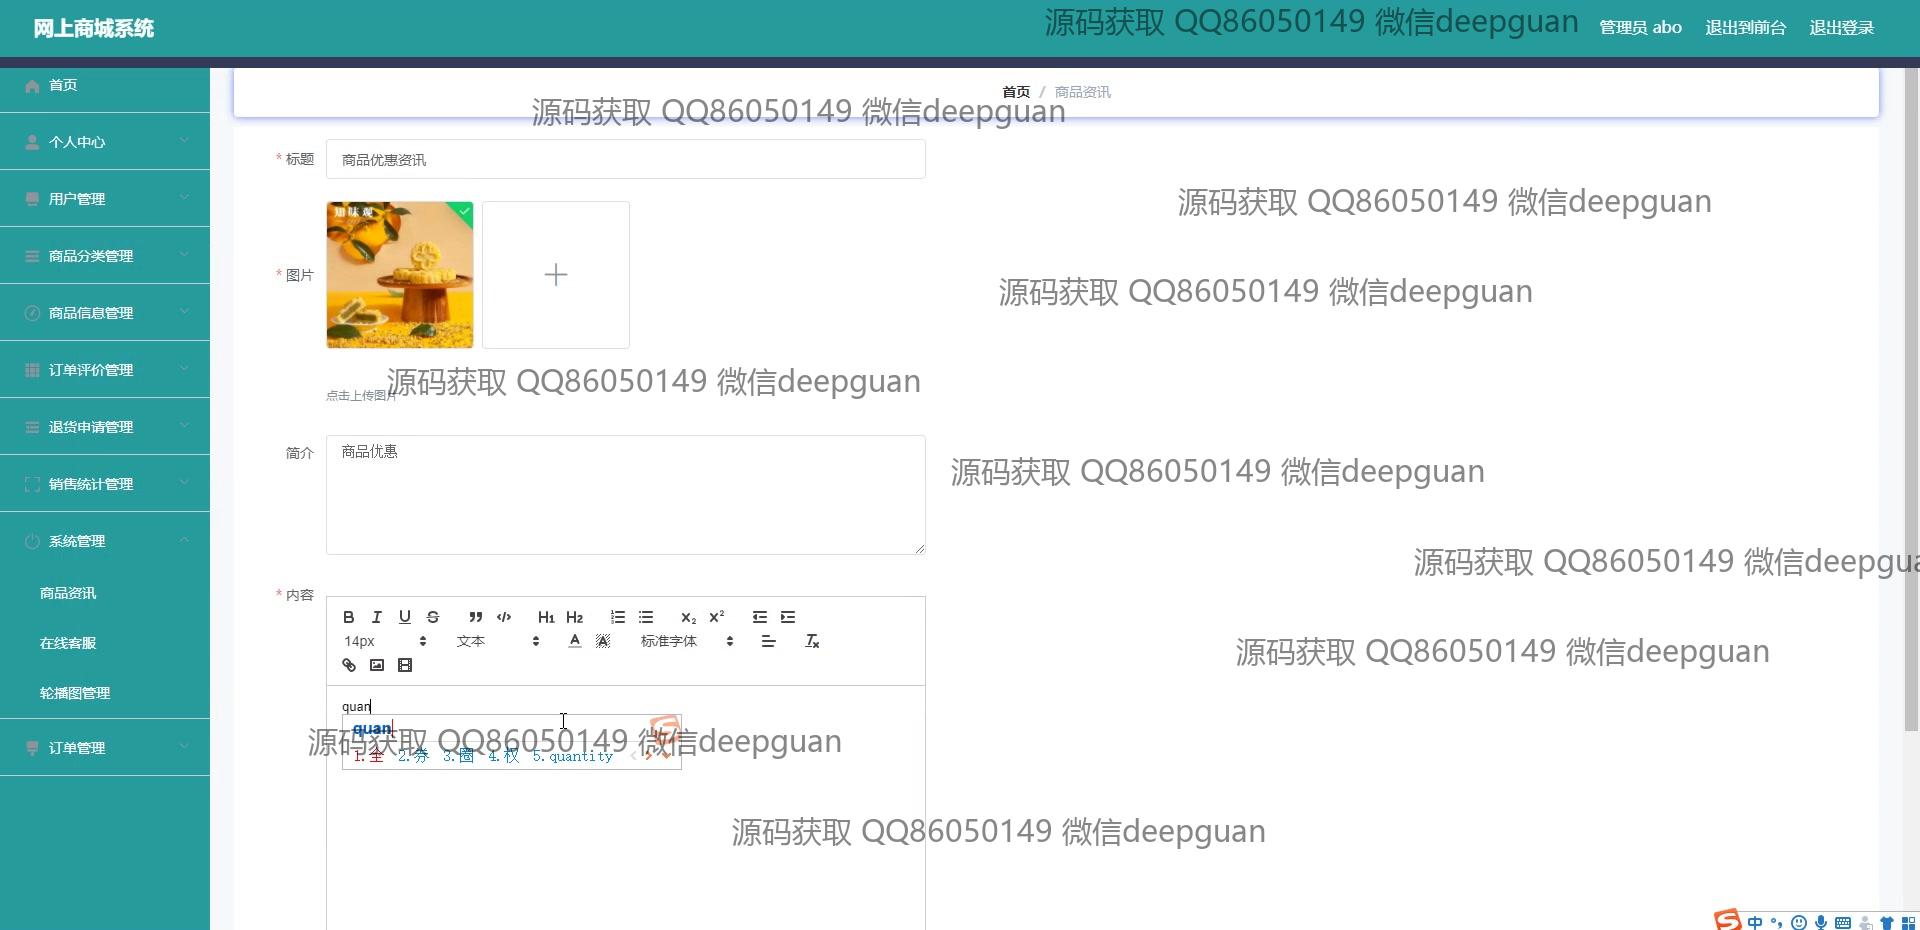 网上商城系统
源码获取 QQ86050149 微信deepguan
管理员 abo
退出到前台
退出登录
首页
个人中心
用户管理
商品分类管理
商品信息管理
订单评价管理
退货申请管理
销售统计管理
系统管理
商品资讯
在线客服
轮播图管理
订单管理
首页 / 商品资讯
源码获取 QQ86050149 微信deepguan
* 标题
商品优惠资讯
源码获取 QQ86050149 微信deepguan
* 图片
知味观
源码获取 QQ86050149 微信deepguan
点击上传图片
源码获取 QQ86050149 微信deepguan
简介
商品优惠
源码获取 QQ86050149 微信deepguan
源码获取 QQ86050149 微信deepgua
* 内容
B I U S H1 H2 x₂ x²
14px 文本 A A 标准字体 Tx
源码获取 QQ86050149 微信deepguan
quan
quan
源码获取 QQ86050149 微信deepguan
1.全 2.券 3.圈 4.权 5.quantity
源码获取 QQ86050149 微信deepguan
S 中